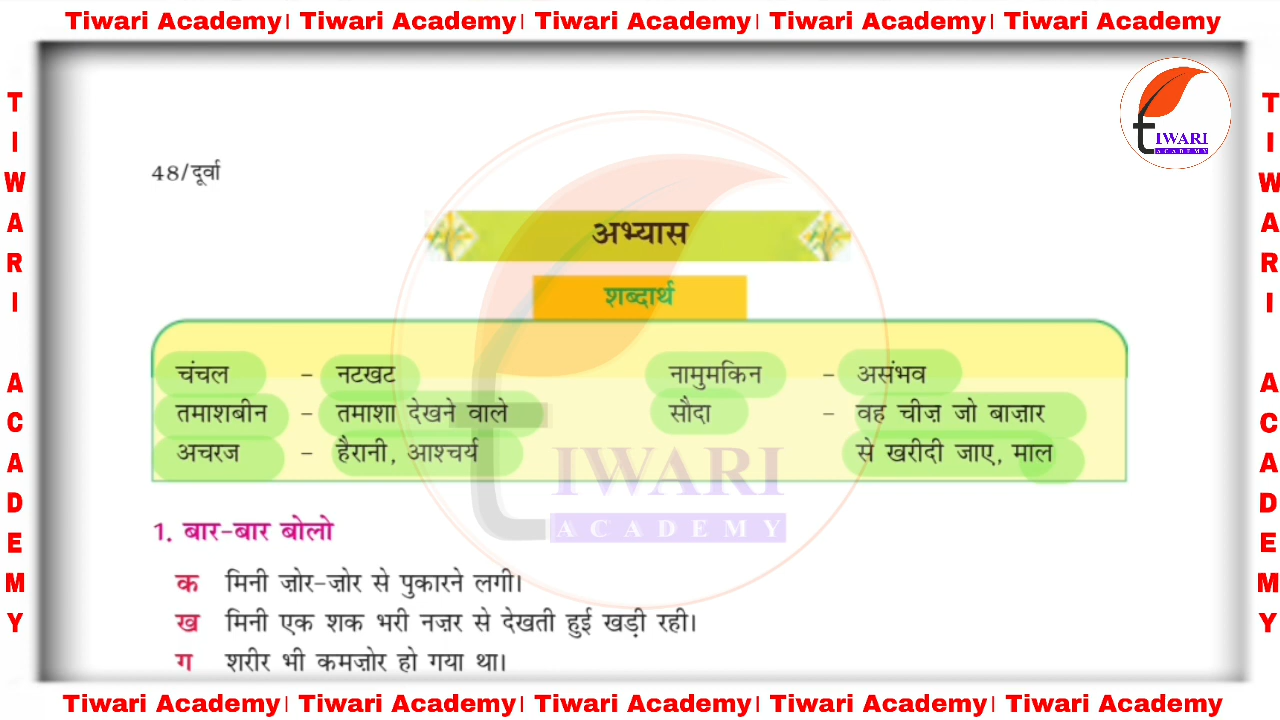 Tiwari Academy। Tiwari Academy। Tiwari Academy। Tiwari Academy। Tiwari Academy
TIWARI ACADEMY
TIWARI ACADEMY
tIWARI
ACADEMY
48/दूर्वा
अभ्यास
शब्दार्थ
चंचल – नटखट नामुमकिन – असंभव
तमाशबीन – तमाशा देखने वाले सौदा – वह चीज़ जो बाज़ार
अचरज – हैरानी, आश्चर्य से खरीदी जाए, माल
tIWARI
ACADEMY
1. बार-बार बोलो
क मिनी ज़ोर-ज़ोर से पुकारने लगी।
ख मिनी एक शक भरी नज़र से देखती हुई खड़ी रही।
ग शरीर भी कमज़ोर हो गया था।
Tiwari Academy। Tiwari Academy। Tiwari Academy। Tiwari Academy। Tiwari Academy